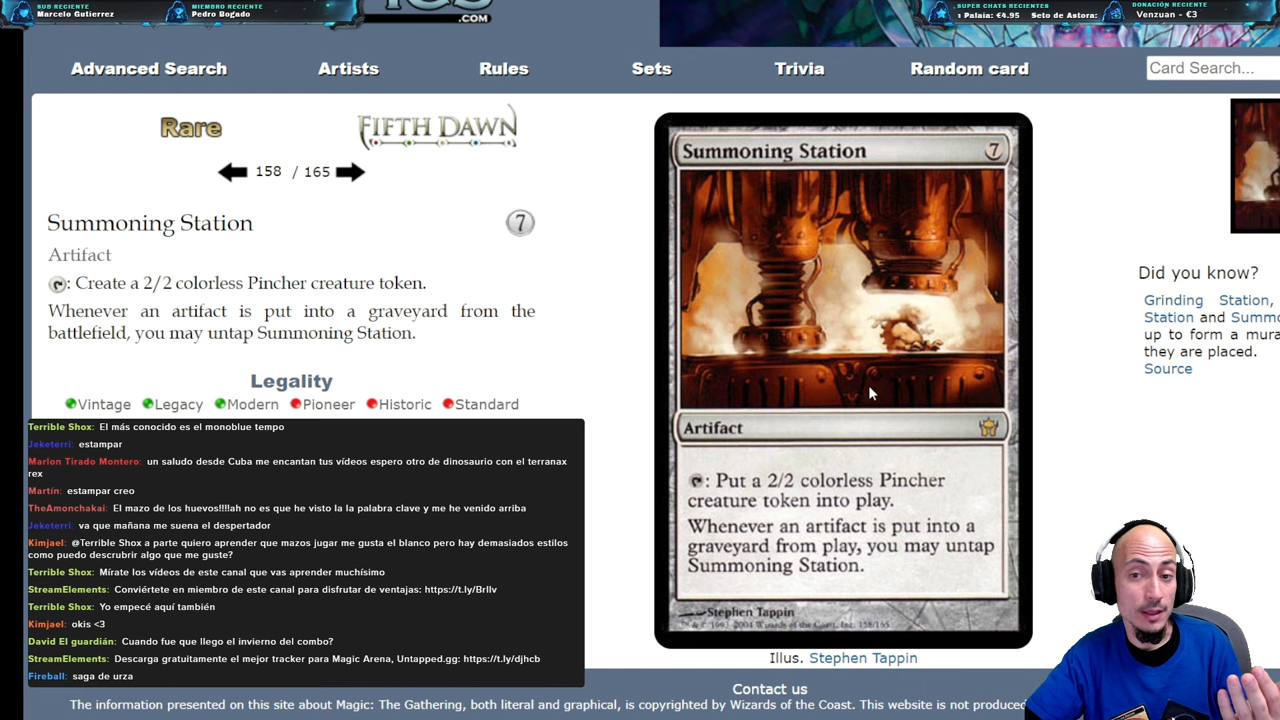 SUB RECIENTE
Marcelo Gutierrez
MIEMBRO RECIENTE
Pedro Bogado
.COM
SUPER CHATS RECIENTES
1 Palaia: €4.95 Seto de Astora:
DONACIÓN RECIENTE
Venzuan - €3
Advanced Search
Artists
Rules
Sets
Trivia
Random card
Card Search...
Rare
FIFTH DAWN
158 / 165
Summoning Station
7
Artifact
: Create a 2/2 colorless Pincher creature token.
Whenever an artifact is put into a graveyard from the
battlefield, you may untap Summoning Station.
Legality
Vintage
Legacy
Modern
Pioneer
Historic
Standard
Terrible Shox: El más conocido es el monoblue tempo
Jeketerri: estampar
Marlon Tirado Montero: un saludo desde Cuba me encantan tus vídeos espero otro de dinosaurio con el terranax
rex
Martín: estampar creo
TheAmonchakai: El mazo de los huevos!!!!ah no es que he visto la la palabra clave y me he venido arriba
Jeketerri: va que mañana me suena el despertador
Kimjael: @Terrible Shox a parte quiero aprender que mazos jugar me gusta el blanco pero hay demasiados estilos
como puedo descrubrir algo que me guste?
Terrible Shox: Mírate los vídeos de este canal que vas aprender muchísimo
StreamElements: Conviértete en miembro de este canal para disfrutar de ventajas: https://t.ly/BrIIv
Terrible Shox: Yo empecé aquí también
Kimjael: okis <3
David El guardián: Cuando fue que llego el invierno del combo?
StreamElements: Descarga gratuitamente el mejor tracker para Magic Arena, Untapped.gg: https://t.ly/djhcb
Fireball: saga de urza
Summoning Station
7
Artifact
: Put a 2/2 colorless Pincher
creature token into play.
Whenever an artifact is put into a
graveyard from play, you may untap
Summoning Station.
Stephen Tappin
™ & © 1993-2004 Wizards of the Coast, Inc. 158/165
Illus. Stephen Tappin
Did you know?
Grinding Station,
Station and Summo
up to form a mura
they are placed.
Source
Contact us
The information presented on this site about Magic: The Gathering, both literal and graphical, is copyrighted by Wizards of the Coast. This website is not produced